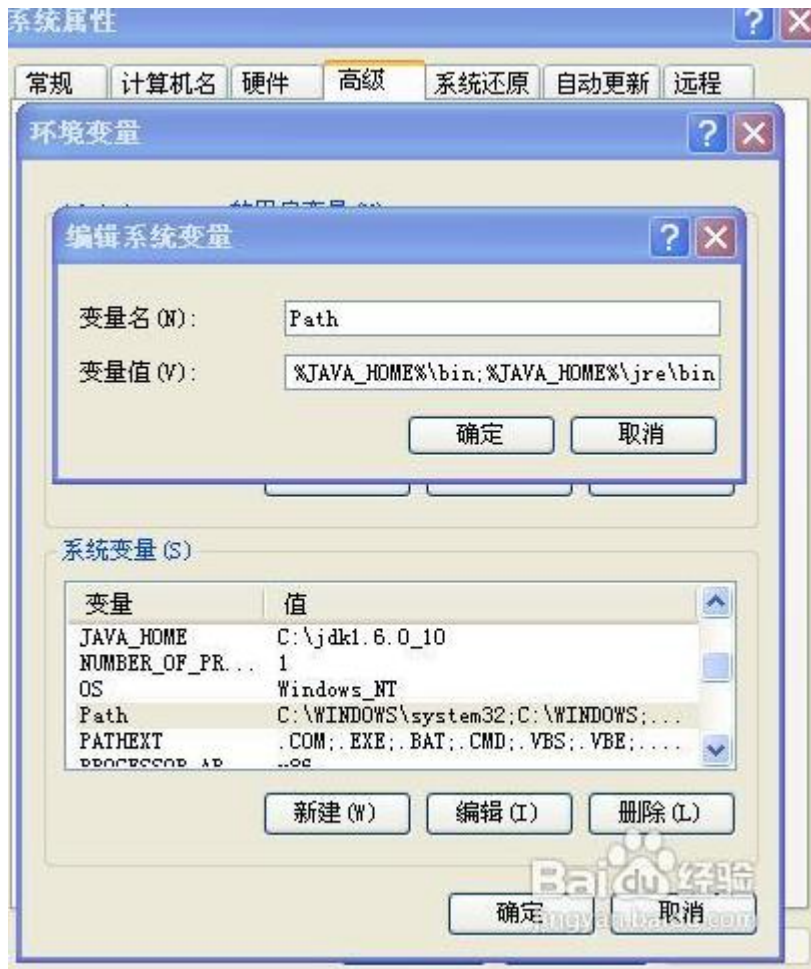 系统属性
常规 计算机名 硬件 高级 系统还原 自动更新 远程
环境变量
编辑系统变量
变量名(N): Path
变量值(V): %JAVA_HOME%\bin;%JAVA_HOME%\jre\bin
确定 取消
系统变量(S)
变量 值
JAVA_HOME C:\jdk1.6.0_10
NUMBER_OF_PR... 1
OS Windows_NT
Path C:\WINDOWS\system32;C:\WINDOWS;...
PATHEXT .COM;.EXE;.BAT;.CMD;.VBS;.VBE;....
新建(W) 编辑(I) 删除(L)
Baidu经验
确定 取消
jingyan.baidu.com